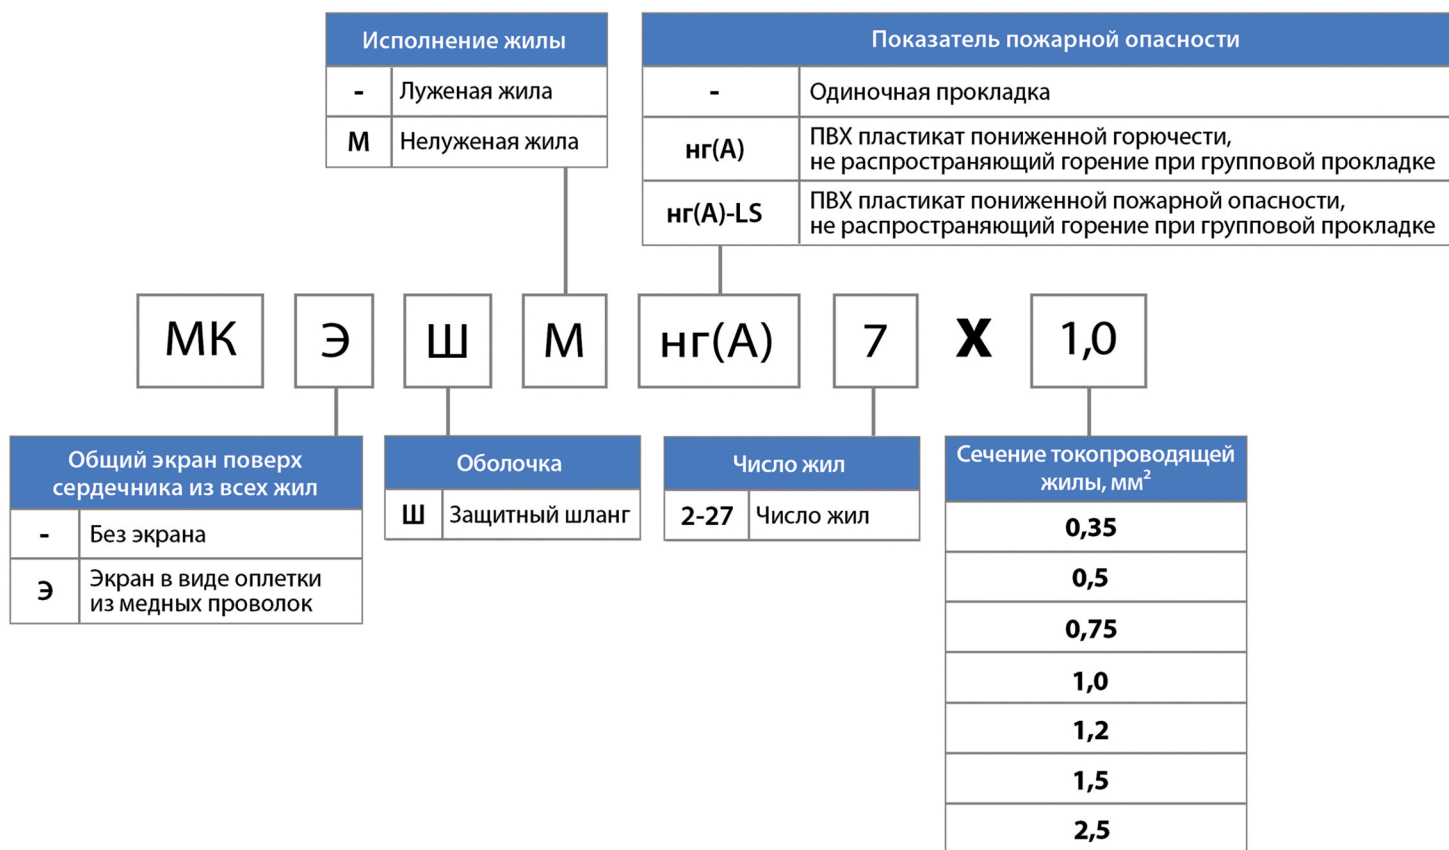 Исполнение жилы
- Луженая жила
М Нелуженая жила
Показатель пожарной опасности
- Одиночная прокладка
нг(А) ПВХ пластикат пониженной горючести,
не распространяющий горение при групповой прокладке
нг(А)-LS ПВХ пластикат пониженной пожарной опасности,
не распространяющий горение при групповой прокладке
МК Э Ш М нг(А) 7 X 1,0
Общий экран поверх
сердечника из всех жил
- Без экрана
Э Экран в виде оплетки
из медных проволок
Оболочка
Ш Защитный шланг
Число жил
2-27 Число жил
Сечение токопроводящей
жилы, мм²
0,35
0,5
0,75
1,0
1,2
1,5
2,5